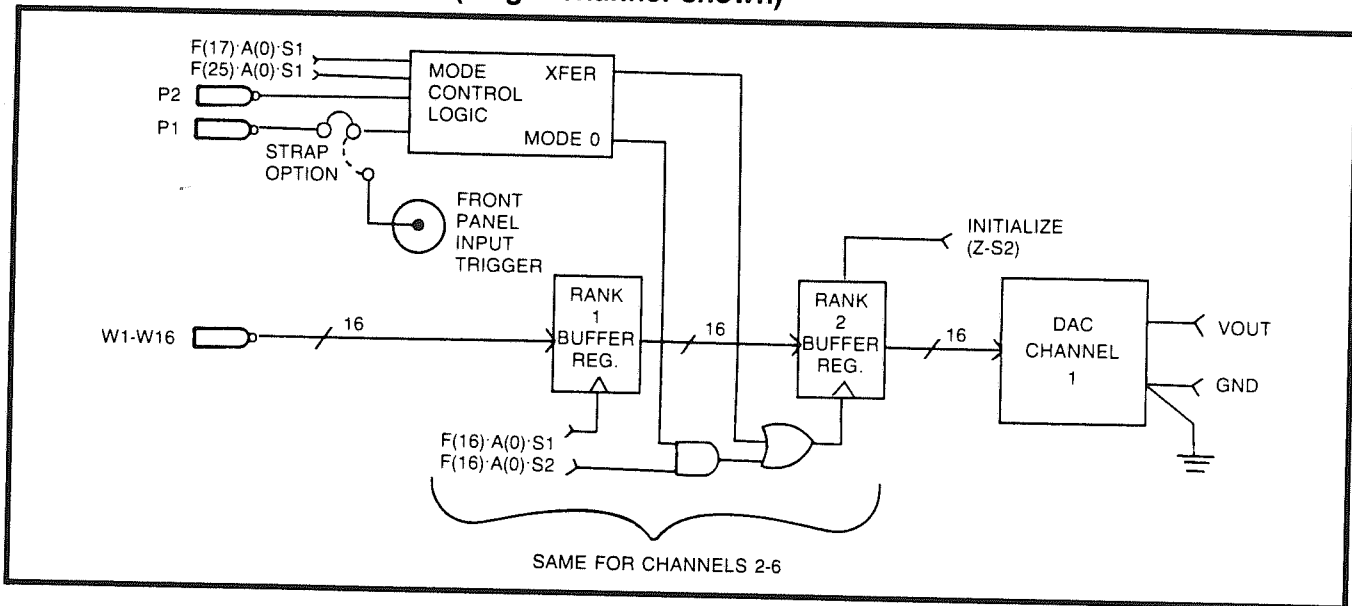 F(17)·A(0)·S1
F(25)·A(0)·S1
P2
P1
STRAP
OPTION
MODE
CONTROL
LOGIC
XFER
MODE 0
FRONT
PANEL
INPUT
TRIGGER
INITIALIZE
(Z-S2)
W1-W16
16
RANK
1
BUFFER
REG.
16
RANK
2
BUFFER
REG.
16
DAC
CHANNEL
1
VOUT
GND
F(16)·A(0)·S1
F(16)·A(0)·S2
SAME FOR CHANNELS 2-6